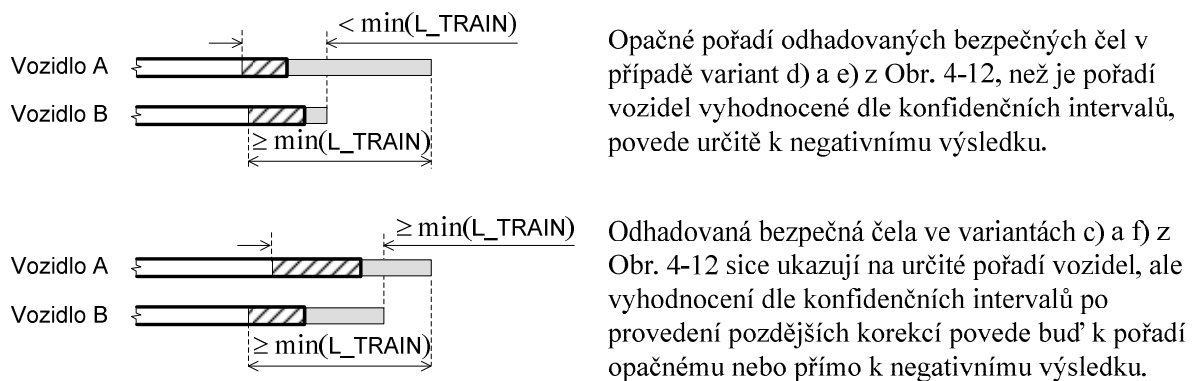 < min(L_TRAIN)
Vozidlo A
Vozidlo B
≥ min(L_TRAIN)
Opačné pořadí odhadovaných bezpečných čel v
případě variant d) a e) z Obr. 4-12, než je pořadí
vozidel vyhodnocené dle konfidenčních intervalů,
povede určitě k negativnímu výsledku.
≥ min(L_TRAIN)
Vozidlo A
Vozidlo B
≥ min(L_TRAIN)
Odhadovaná bezpečná čela ve variantách c) a f) z
Obr. 4-12 sice ukazují na určité pořadí vozidel, ale
vyhodnocení dle konfidenčních intervalů po
provedení pozdějších korekcí povede buď k pořadí
opačnému nebo přímo k negativnímu výsledku.